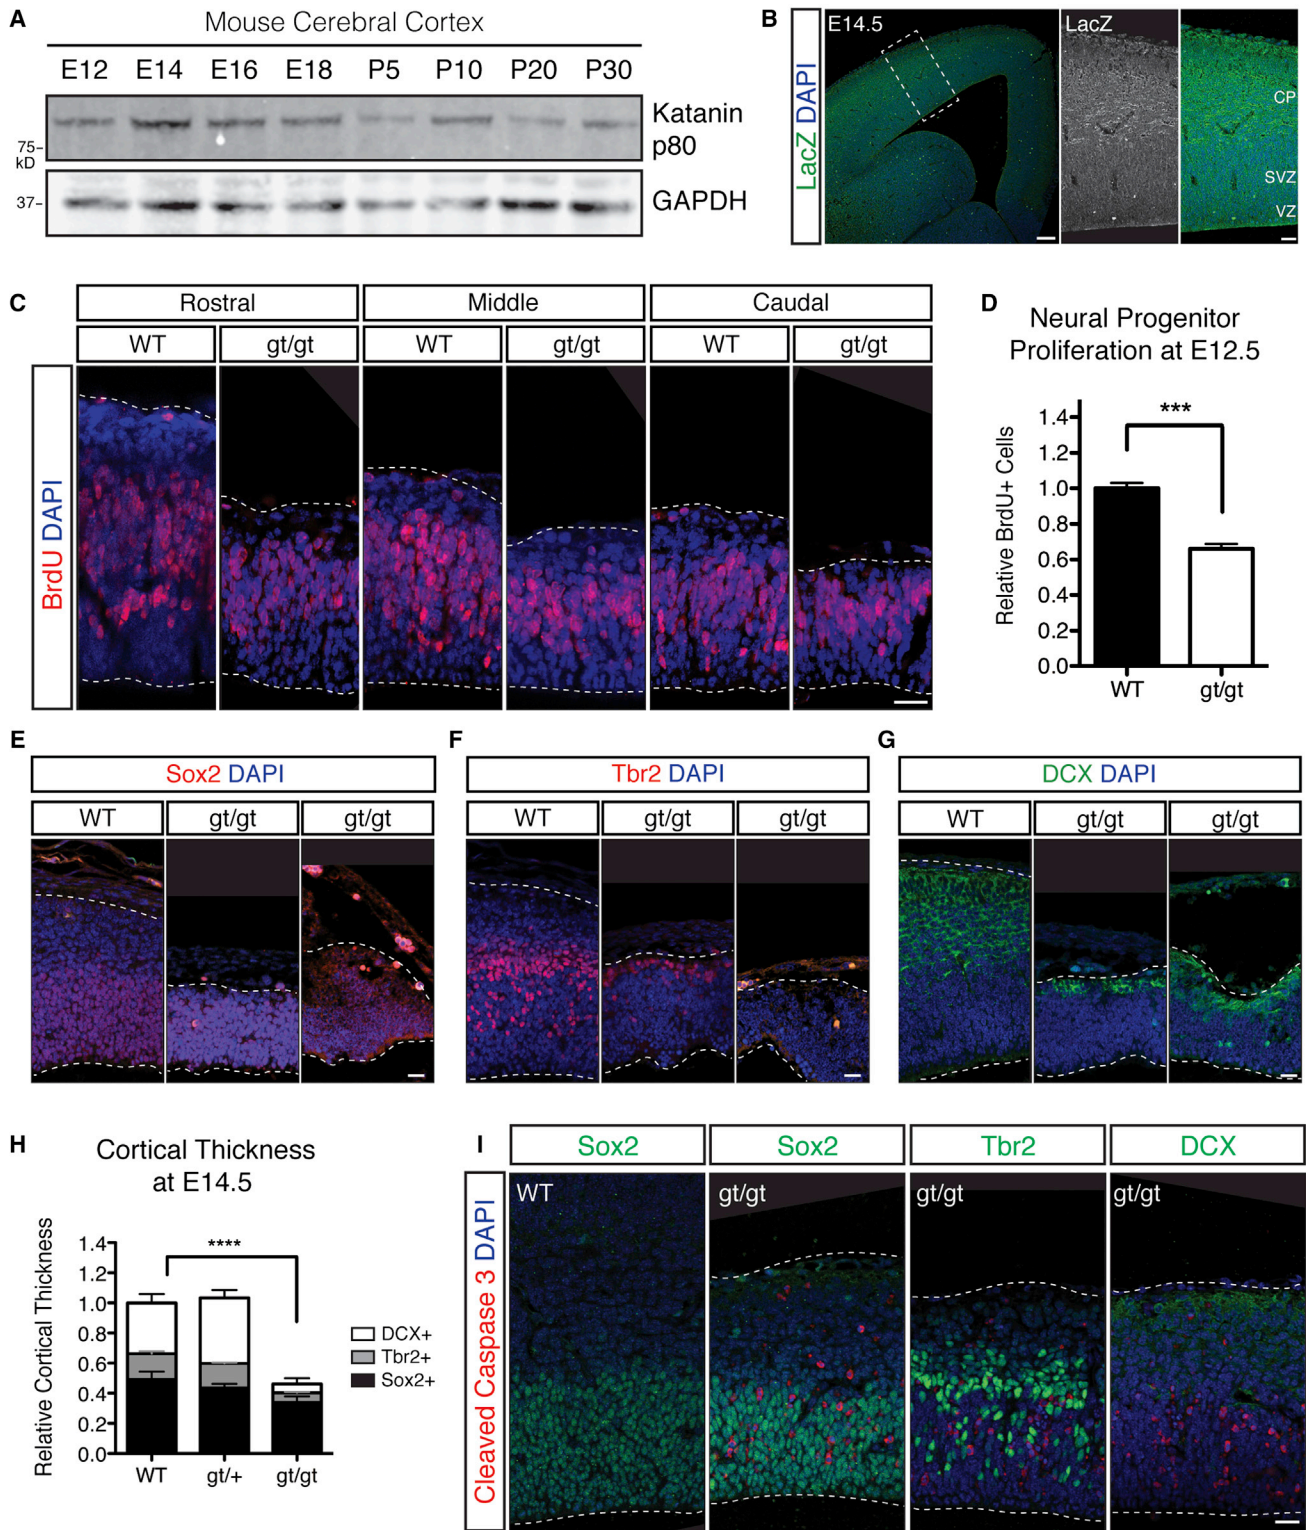 A
Mouse Cerebral Cortex
E12 E14 E16 E18 P5 P10 P20 P30
Katanin
p80
75-
kD
37-
GAPDH
B
LacZ DAPI
E14.5
LacZ
CP
SVZ
VZ
C
Rostral Middle Caudal
WT gt/gt WT gt/gt WT gt/gt
BrdU DAPI
D
Neural Progenitor
Proliferation at E12.5
Relative BrdU+ Cells
***
1.4
1.2
1.0
0.8
0.6
0.4
0.2
0.0
WT gt/gt
E
Sox2 DAPI
WT gt/gt gt/gt
F
Tbr2 DAPI
WT gt/gt gt/gt
G
DCX DAPI
WT gt/gt gt/gt
H
Cortical Thickness
at E14.5
Relative Cortical Thickness
****
1.4
1.2
1.0
0.8
0.6
0.4
0.2
0.0
WT gt/+ gt/gt
DCX+
Tbr2+
Sox2+
I
Sox2 Sox2 Tbr2 DCX
Cleaved Caspase 3 DAPI
WT gt/gt gt/gt gt/gt